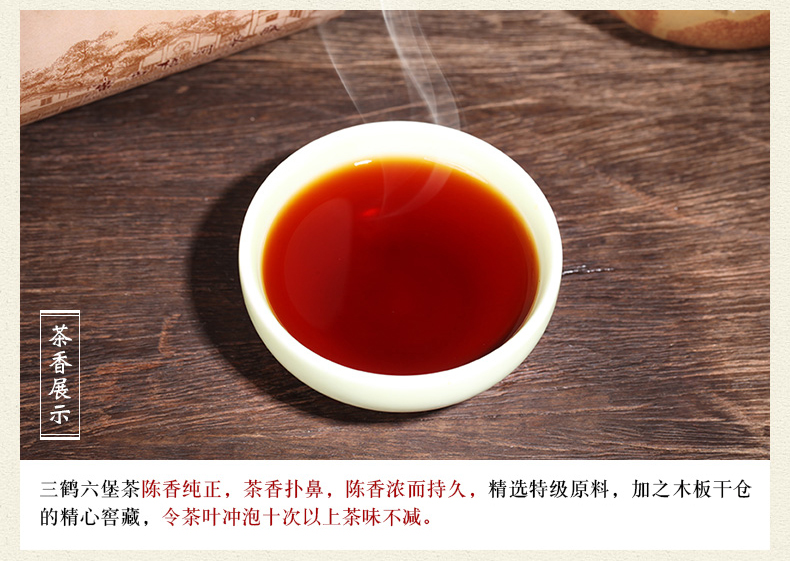 茶香展示
三鹤六堡茶陈香纯正，茶香扑鼻，陈香浓而持久，精选特级原料，加之木板干仓
的精心窖藏，令茶叶冲泡十次以上茶味不减。